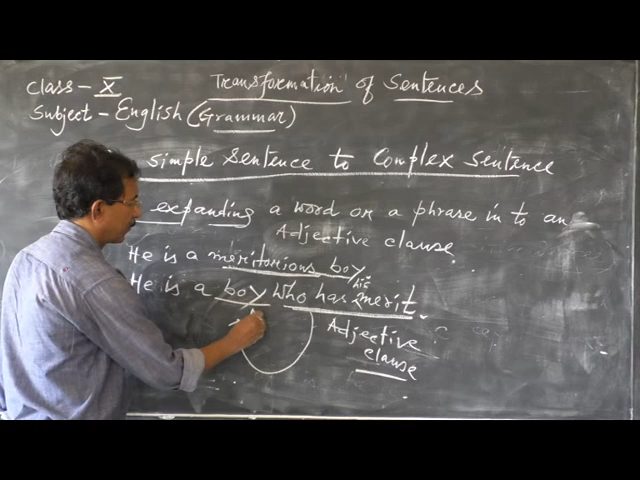 Class - X
Transformation of Sentences
Subject - English (Grammar)
Simple Sentence to Complex Sentence
expanding a word or a phrase in to an
Adjective clause.
He is a meritorious boy.
He is a boy who has merit.
Adjective
clause